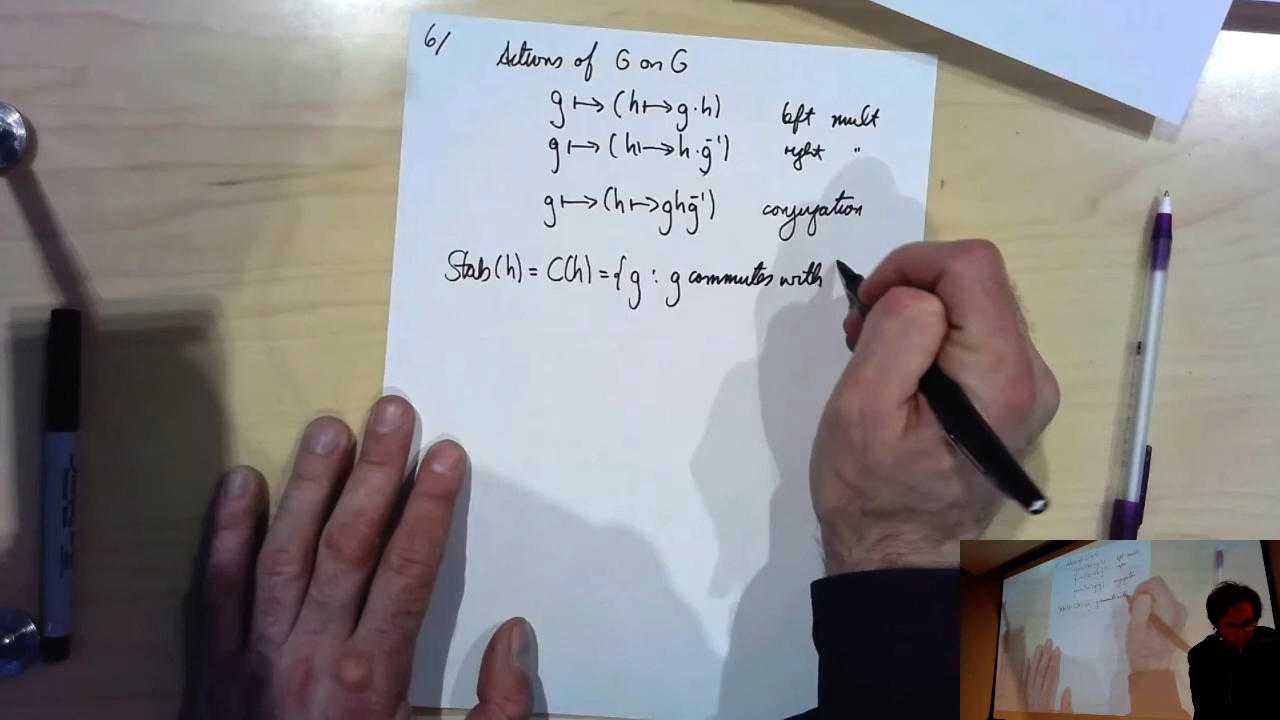 6/
Actions of G on G
g ↦ (h ↦ g·h) left mult
g ↦ (h ↦ h·g⁻¹) right "
g ↦ (h ↦ ghg⁻¹) conjugation
Stab(h) = C(h) = { g : g commutes with